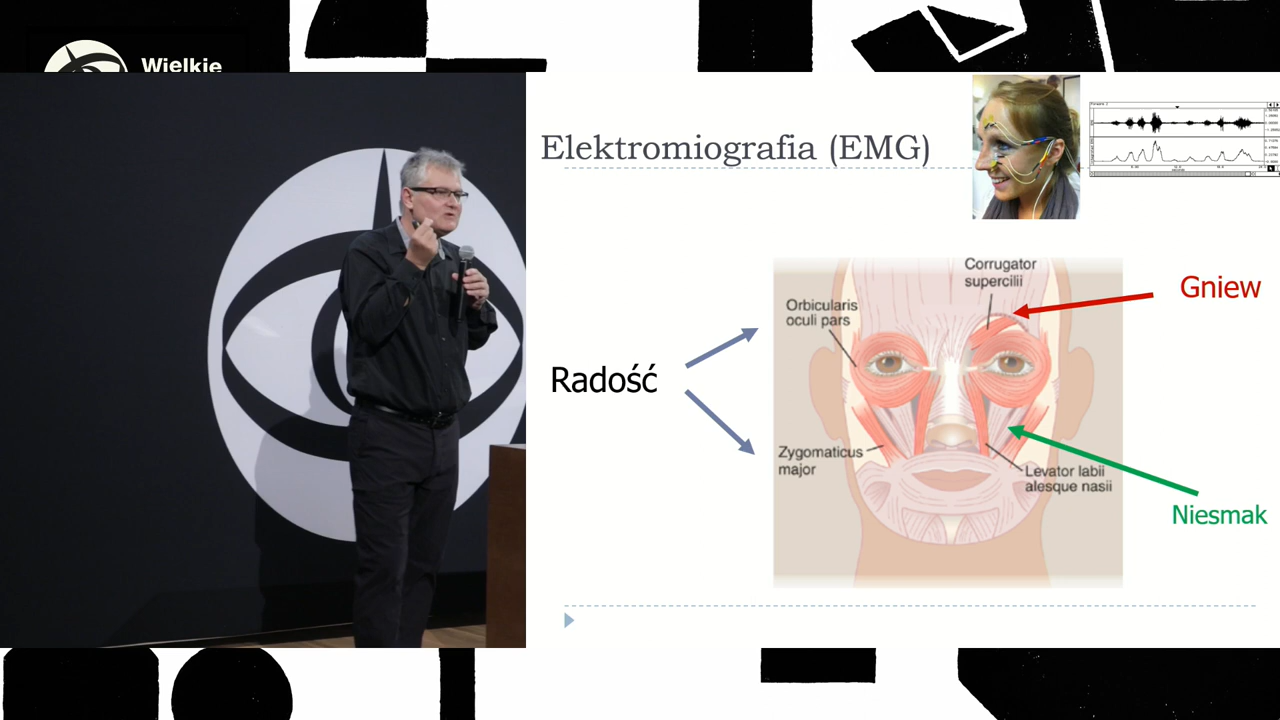 Wielkie
Elektromiografia (EMG)
Corrugator
supercilii
Gniew
Orbicularis
oculi pars
Radość
Zygomaticus
major
Levator labii
alesque nasii
Niesmak